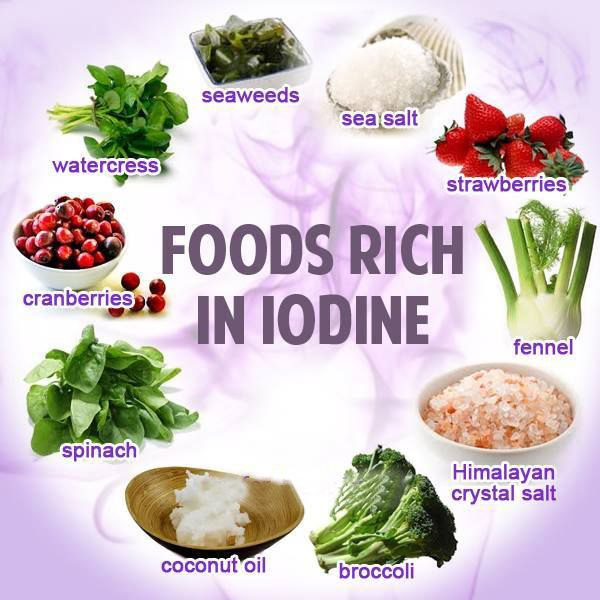 seaweeds
sea salt
watercress
strawberries
FOODS RICH
IN IODINE
cranberries
fennel
spinach
Himalayan
crystal salt
coconut oil
broccoli